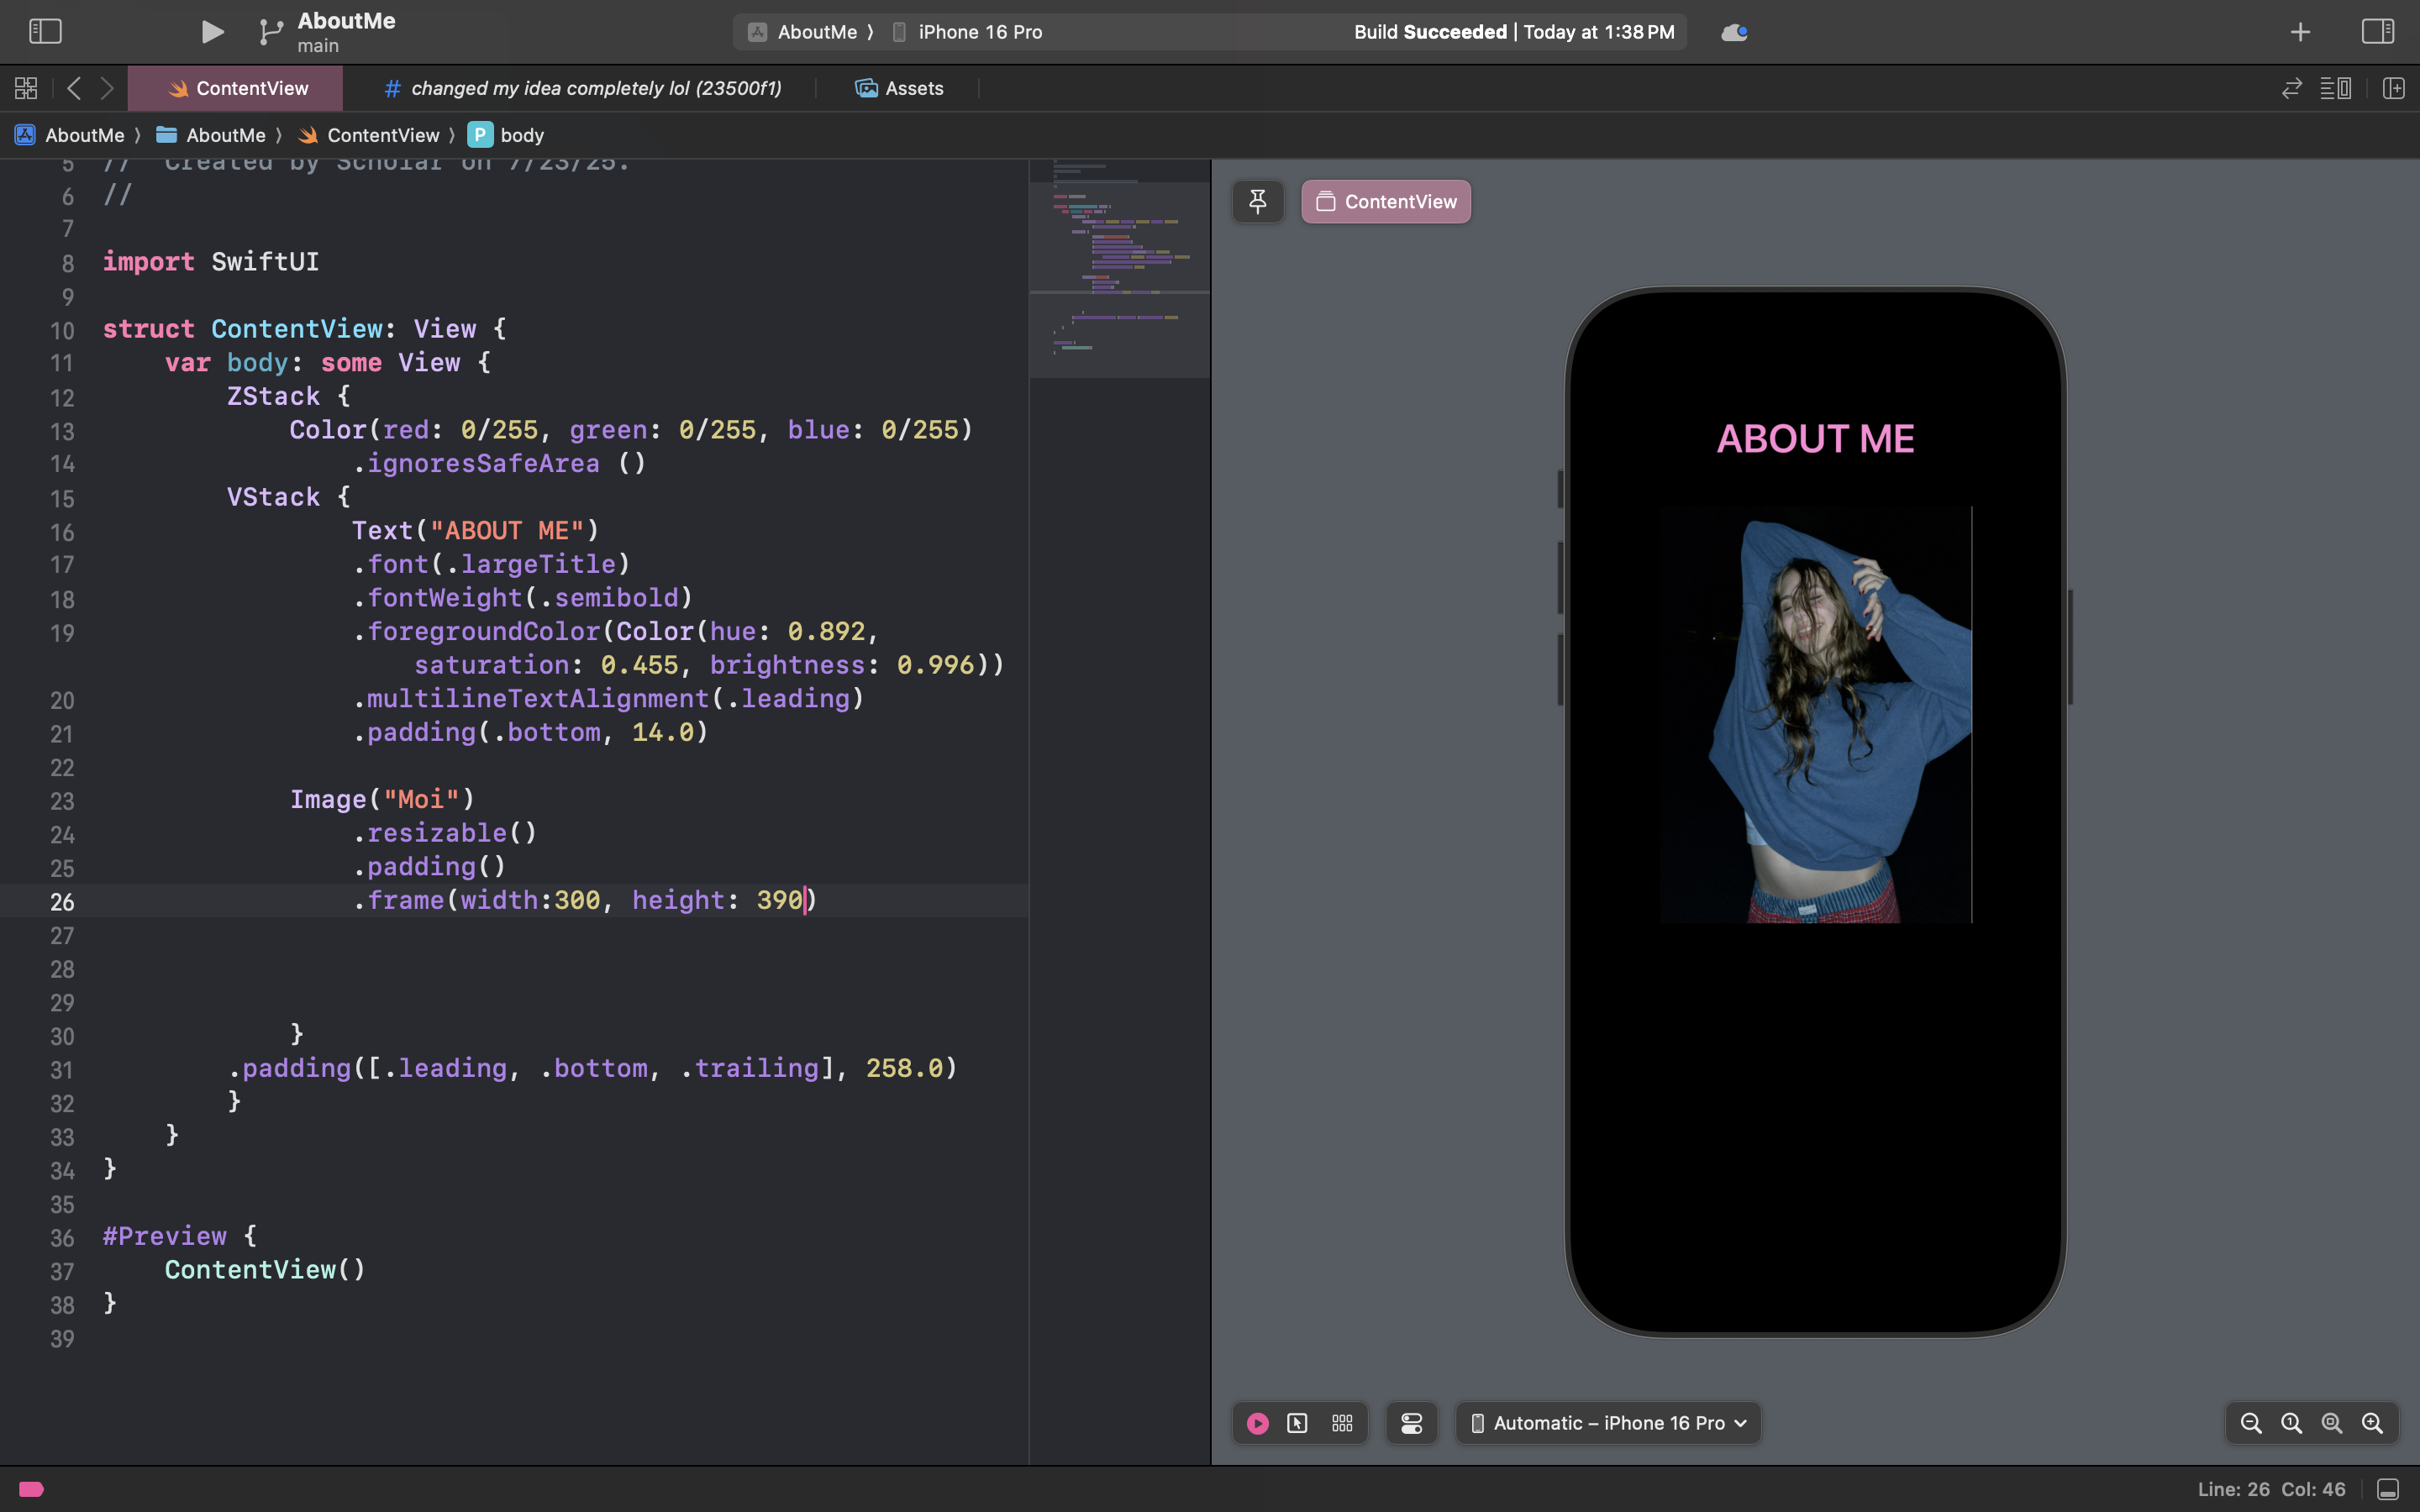 AboutMe
main
AboutMe ⟩ iPhone 16 Pro
Build Succeeded | Today at 1:38 PM
ContentView
# changed my idea completely lol (23500f1)
Assets
AboutMe ⟩ AboutMe ⟩ ContentView ⟩ P body
5 //  Created by Scholar on 7/23/25.
6 //
7
8 import SwiftUI
9
10 struct ContentView: View {
11     var body: some View {
12         ZStack {
13             Color(red: 0/255, green: 0/255, blue: 0/255)
14                 .ignoresSafeArea ()
15         VStack {
16                 Text("ABOUT ME")
17                 .font(.largeTitle)
18                 .fontWeight(.semibold)
19                 .foregroundColor(Color(hue: 0.892,
                    saturation: 0.455, brightness: 0.996))
20                 .multilineTextAlignment(.leading)
21                 .padding(.bottom, 14.0)
22
23             Image("Moi")
24                 .resizable()
25                 .padding()
26                 .frame(width:300, height: 390)
27
28
29
30             }
31         .padding([.leading, .bottom, .trailing], 258.0)
32         }
33     }
34 }
35
36 #Preview {
37     ContentView()
38 }
39
ContentView
ABOUT ME
Automatic – iPhone 16 Pro
Line: 26 Col: 46